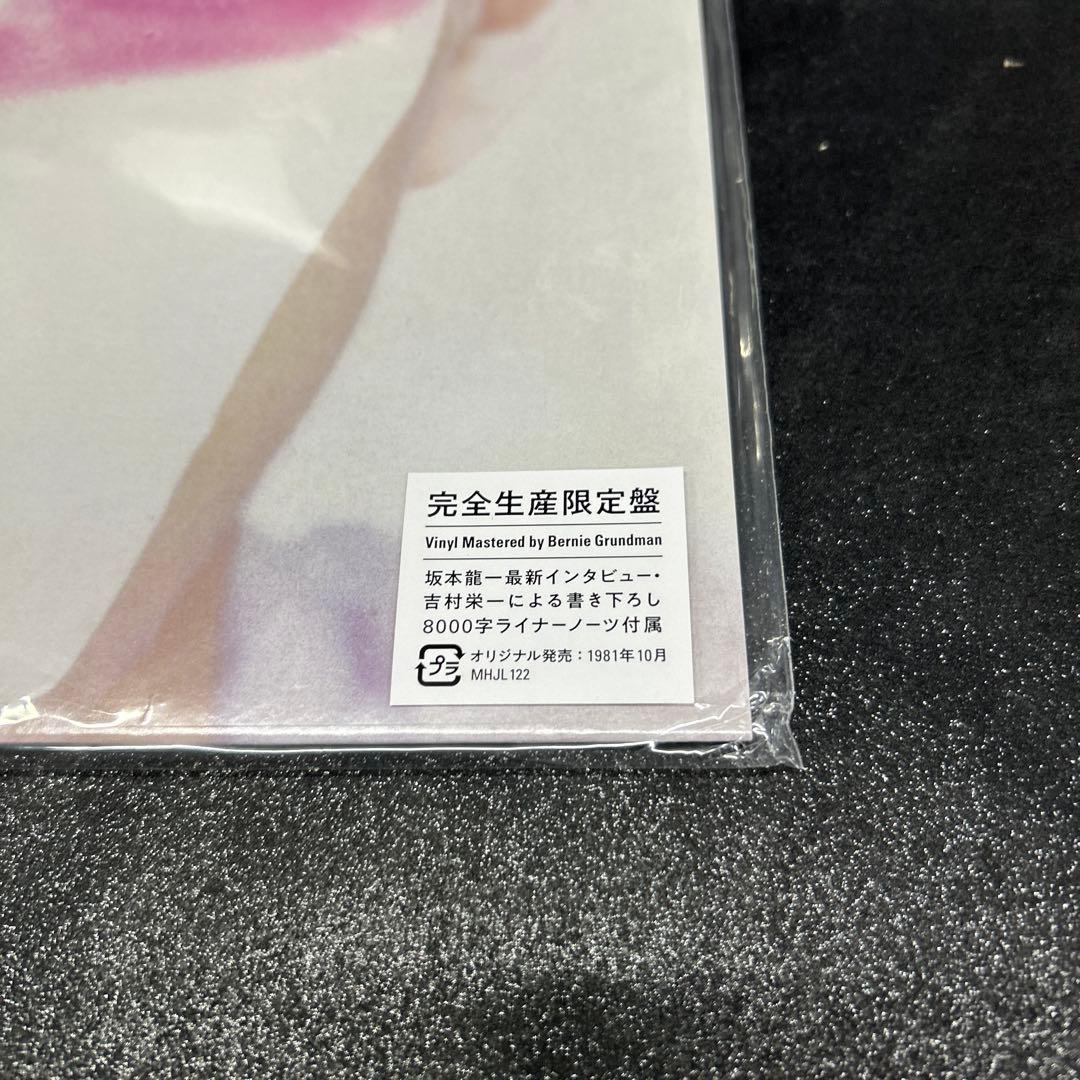 完全生産限定盤
Vinyl Mastered by Bernie Grundman
坂本龍一最新インタビュー・
吉村栄一による書き下ろし
8000字ライナーノーツ付属
プラ オリジナル発売：1981年10月
MHJL122